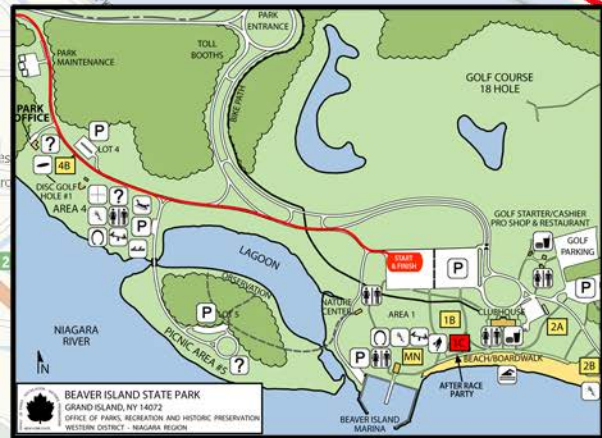 PARK
ENTRANCE
TOLL
BOOTHS
PARK
MAINTENANCE
BIKE PATH
GOLF COURSE
18 HOLE
PARK
OFFICE
P
LOT 4
?
4B
DISC GOLF
HOLE #1
AREA 4
?
P
GOLF STARTER/CASHIER
PRO SHOP & RESTAURANT
GOLF
PARKING
P
START
& FINISH
P
LAGOON
OBSERVATION
NATURE
CENTER
P
LOT 5
PICNIC AREA #5
?
NIAGARA
RIVER
N
AREA 1
1B
CLUBHOUSE
2A
1C
P
MN
BEACH/BOARDWALK
2B
AFTER RACE
PARTY
BEAVER ISLAND
MARINA
BEAVER ISLAND STATE PARK
GRAND ISLAND, NY 14072
OFFICE OF PARKS, RECREATION AND HISTORIC PRESERVATION
WESTERN DISTRICT - NIAGARA REGION